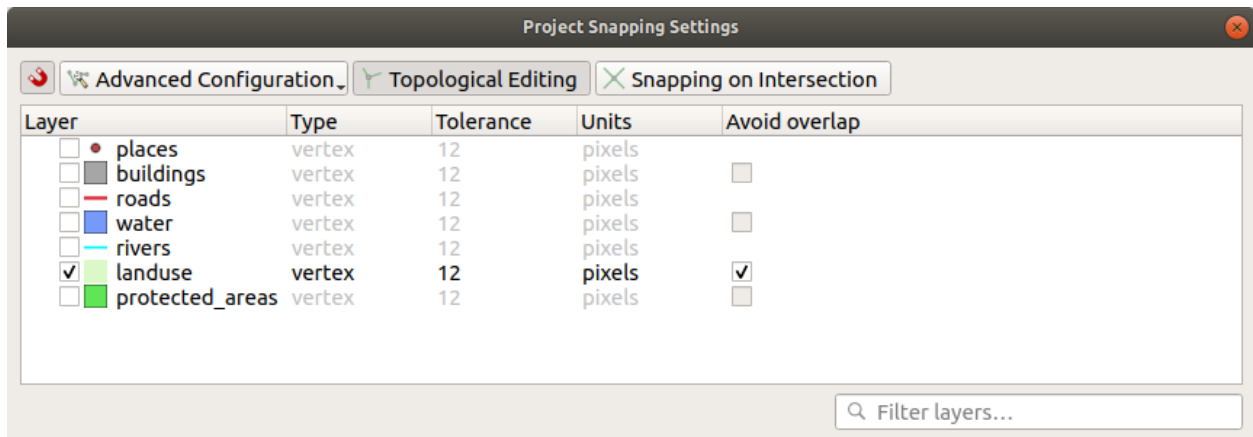 Project Snapping Settings
Advanced Configuration Topological Editing Snapping on Intersection
Layer Type Tolerance Units Avoid overlap
places vertex 12 pixels
buildings vertex 12 pixels
roads vertex 12 pixels
water vertex 12 pixels
rivers vertex 12 pixels
landuse vertex 12 pixels
protected_areas vertex 12 pixels
Filter layers...